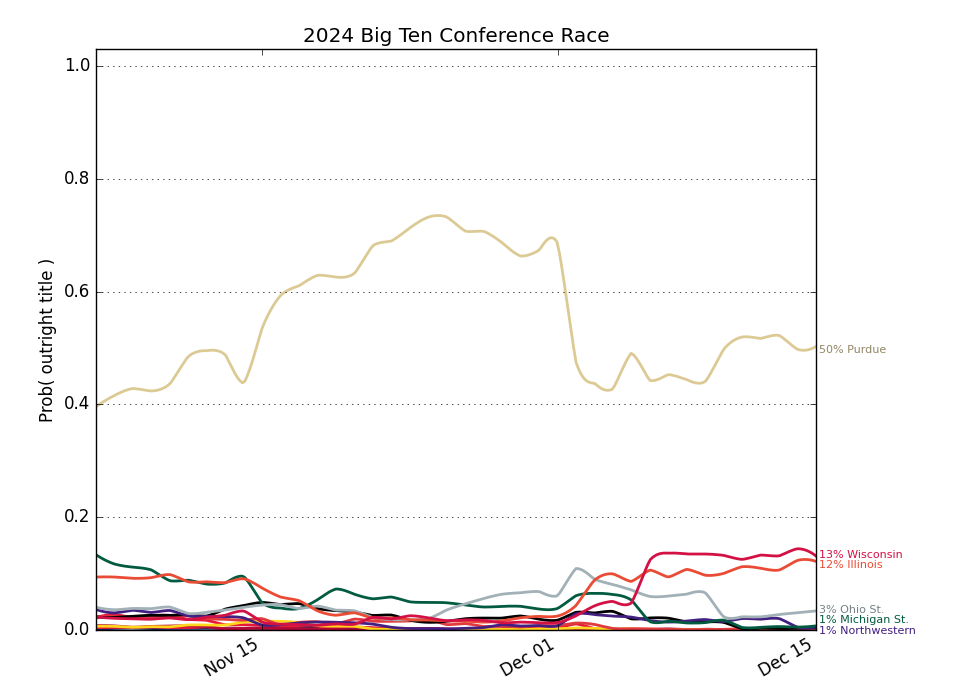 2024 Big Ten Conference Race
Prob( outright title )
1.0
0.8
0.6
0.4
0.2
0.0
50% Purdue
13% Wisconsin
12% Illinois
3% Ohio St.
1% Michigan St.
1% Northwestern
Nov 15
Dec 01
Dec 15